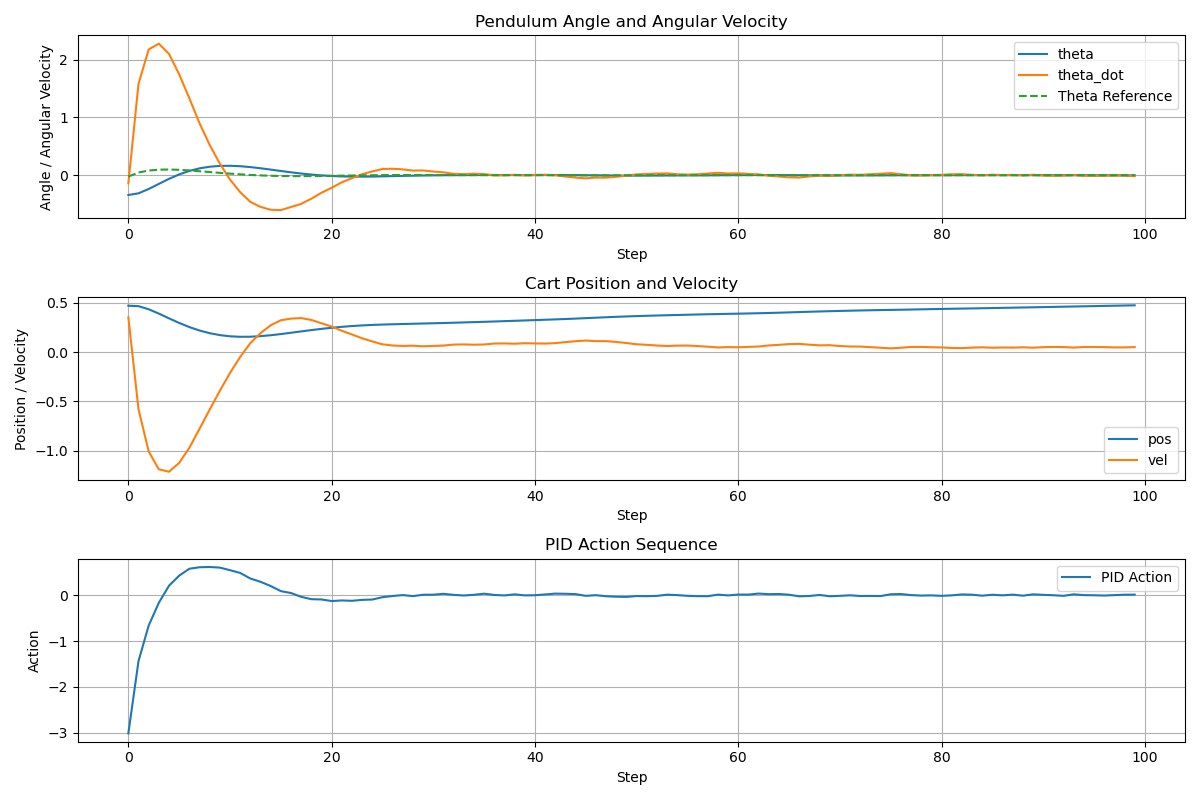 Pendulum Angle and Angular Velocity
Angle / Angular Velocity
2
1
0
theta
theta_dot
Theta Reference
0 20 40 60 80 100
Step
Cart Position and Velocity
Position / Velocity
0.5
0.0
−0.5
−1.0
pos
vel
0 20 40 60 80 100
Step
PID Action Sequence
Action
0
−1
−2
−3
PID Action
0 20 40 60 80 100
Step